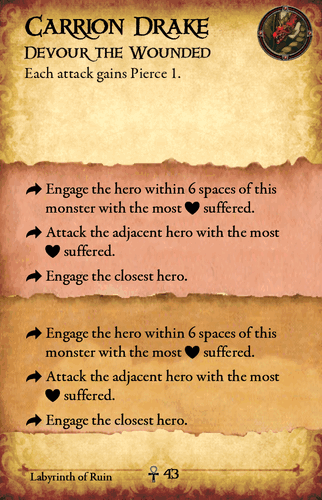 Carrion Drake
Devour the Wounded
Each attack gains Pierce 1.
Engage the hero within 6 spaces of this
monster with the most ♥ suffered.
Attack the adjacent hero with the most
♥ suffered.
Engage the closest hero.
Engage the hero within 6 spaces of this
monster with the most ♥ suffered.
Attack the adjacent hero with the most
♥ suffered.
Engage the closest hero.
Labyrinth of Ruin ☥ 43